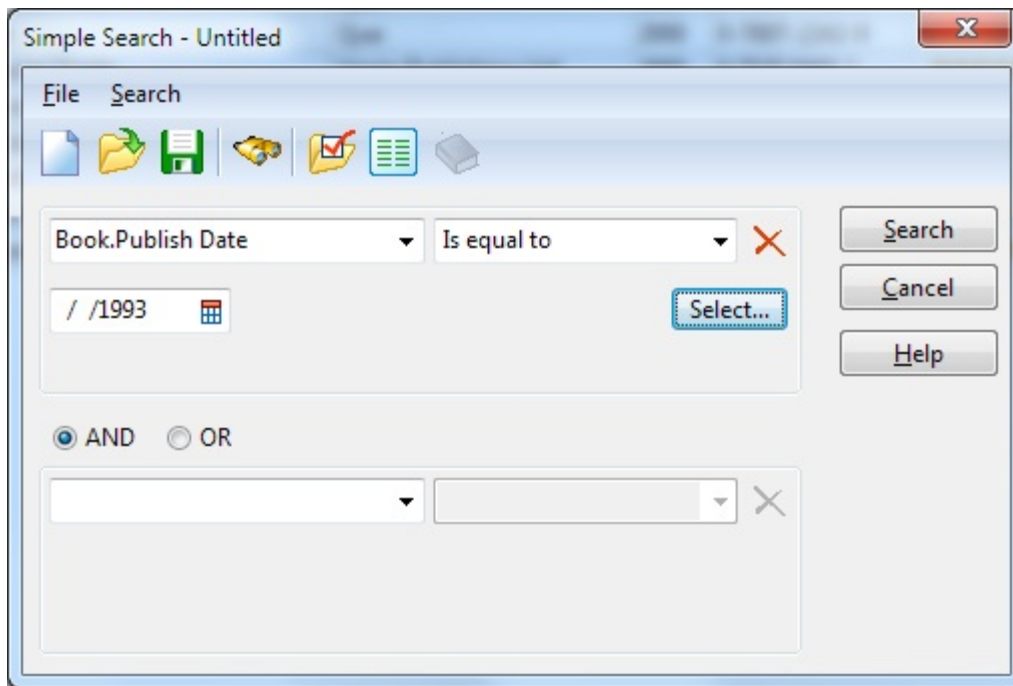 Simple Search - Untitled
File Search
Book.Publish Date Is equal to
Search
/ /1993 Select...
Cancel
Help
AND OR